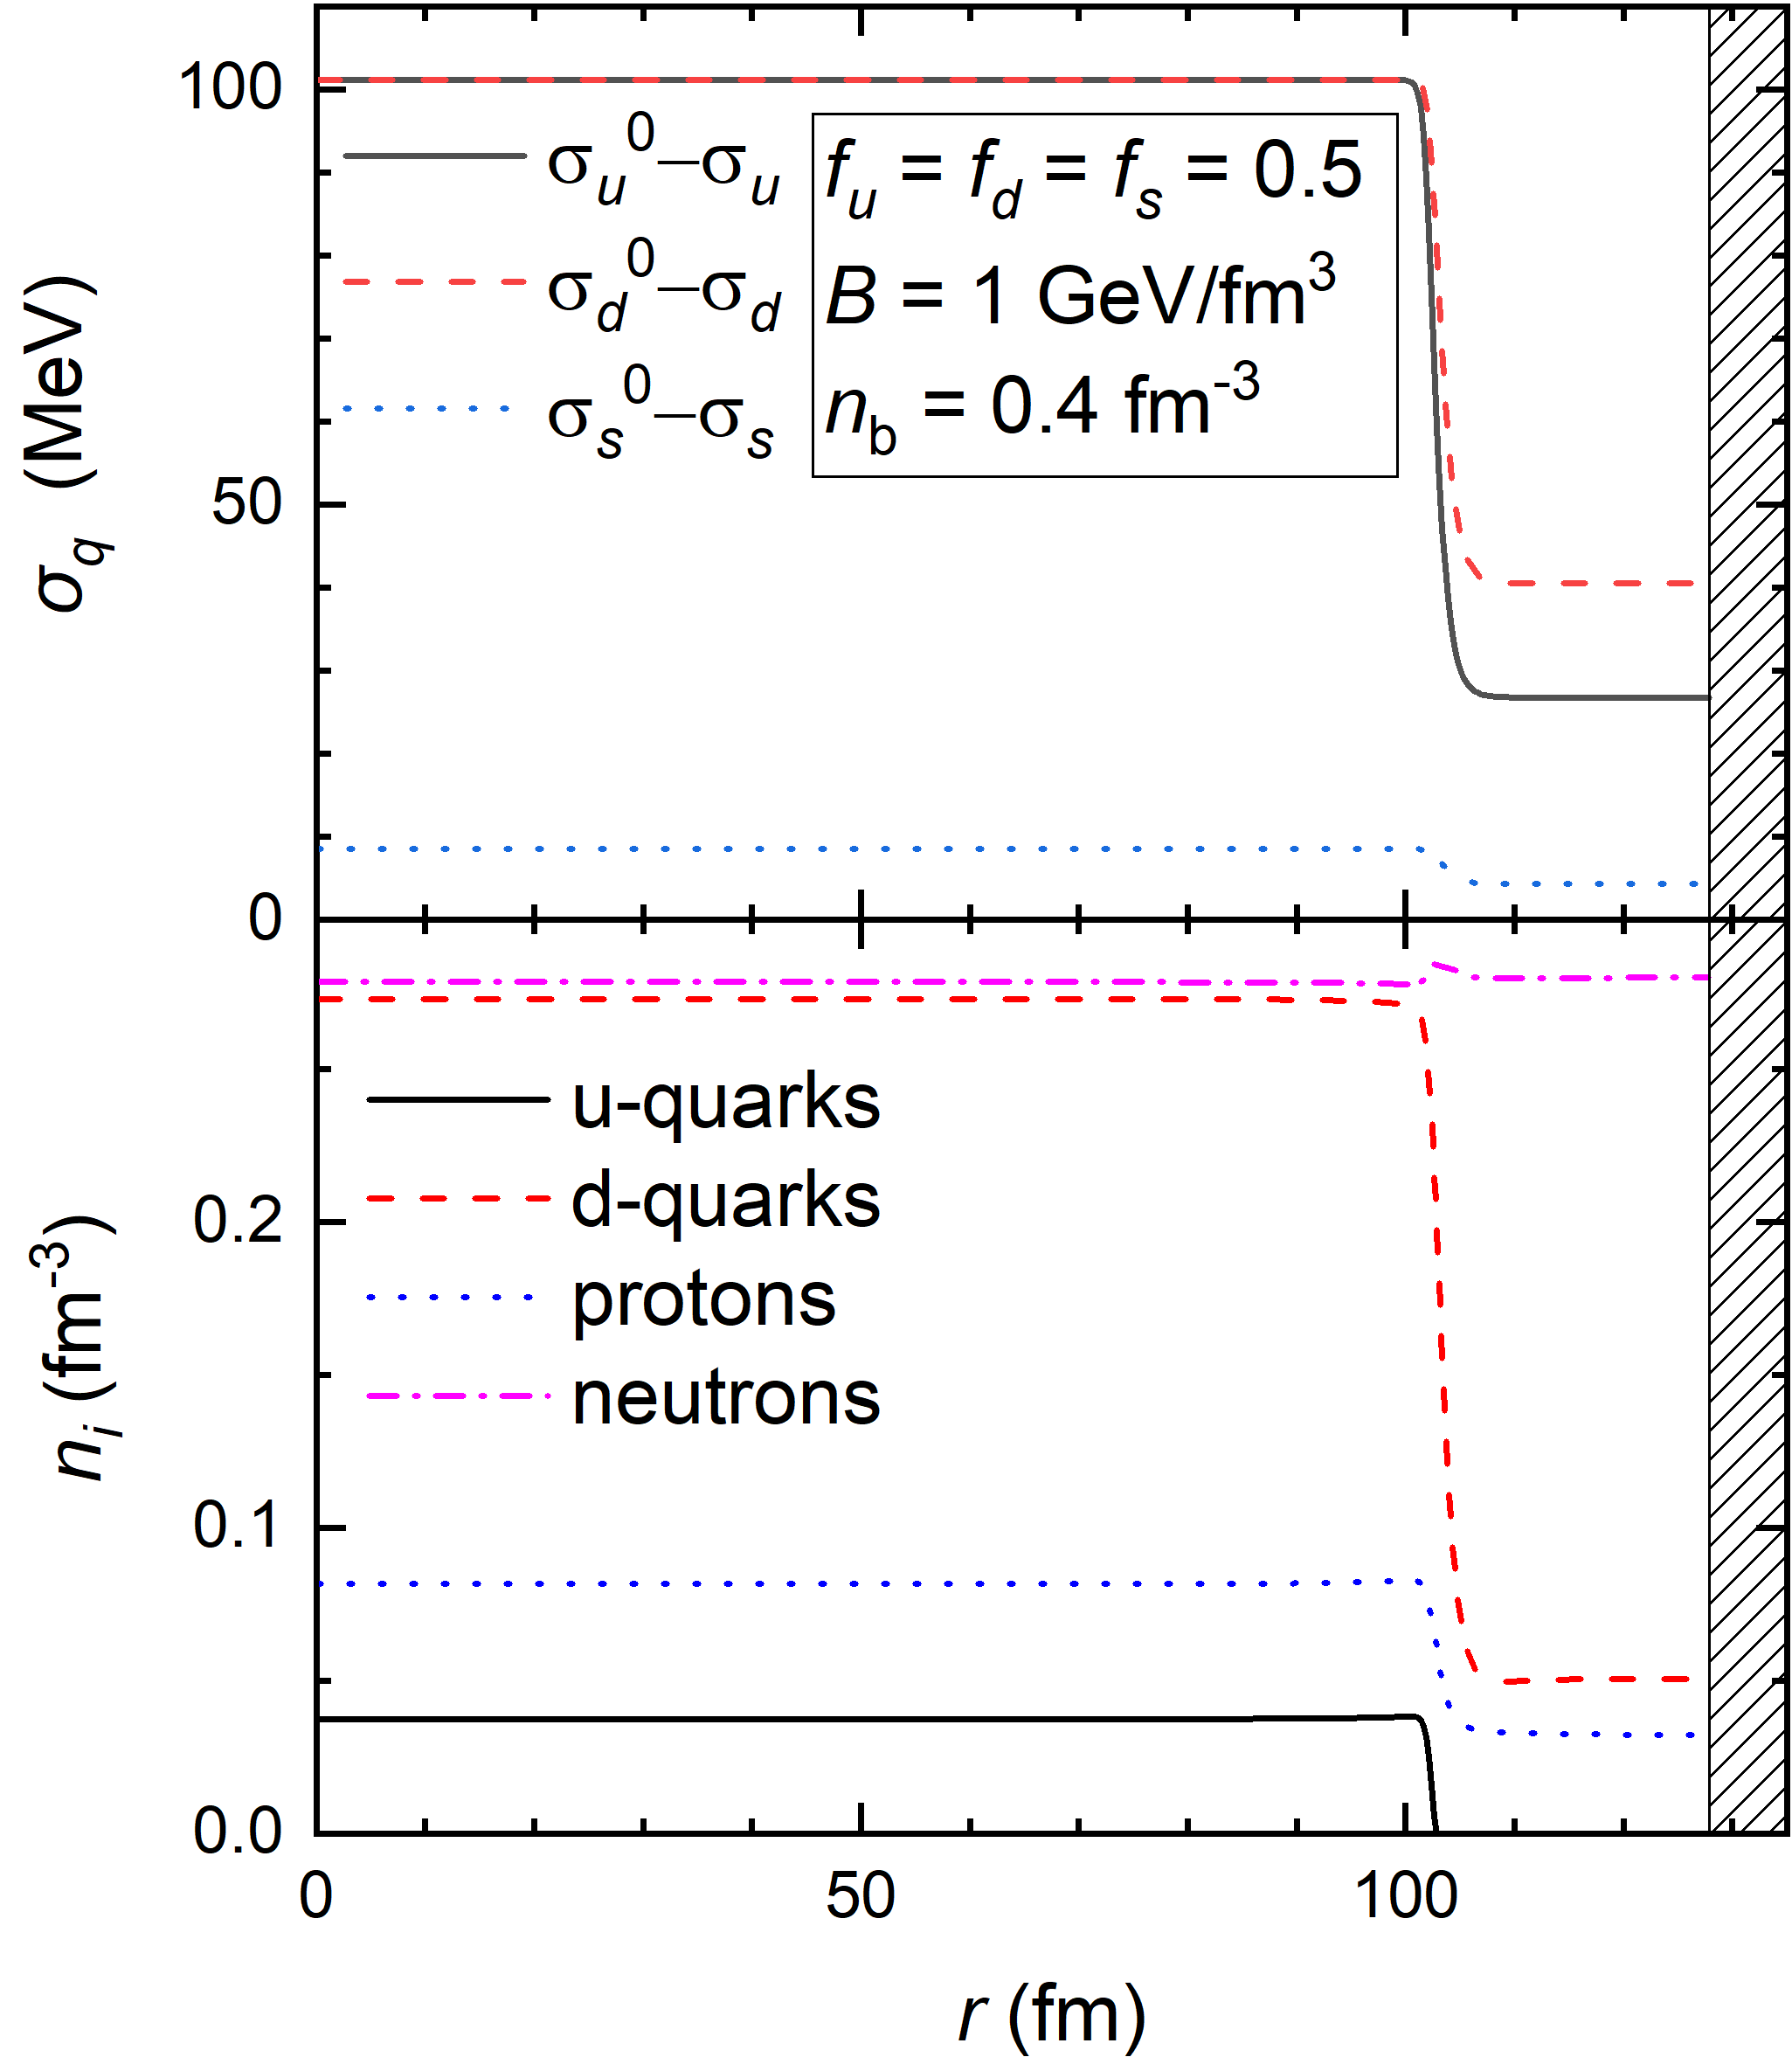 100
50
0
σq (MeV)
σu⁰–σu
σd⁰–σd
σs⁰–σs
fu = fd = fs = 0.5
B = 1 GeV/fm³
nb = 0.4 fm⁻³
0.2
0.1
0.0
ni (fm⁻³)
u-quarks
d-quarks
protons
neutrons
0 50 100
r (fm)